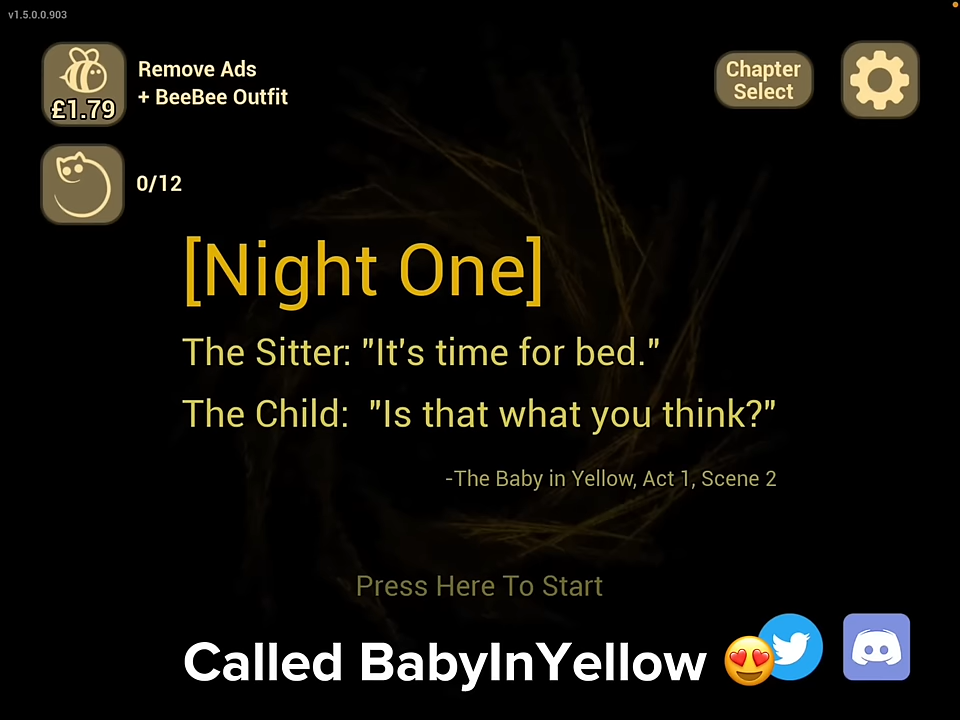 v1.5.0.0.903
Remove Ads
+ BeeBee Outfit
£1.79
Chapter
Select
0/12
[Night One]
The Sitter: "It's time for bed."
The Child:  "Is that what you think?"
-The Baby in Yellow, Act 1, Scene 2
Press Here To Start
Called BabyInYellow 😍